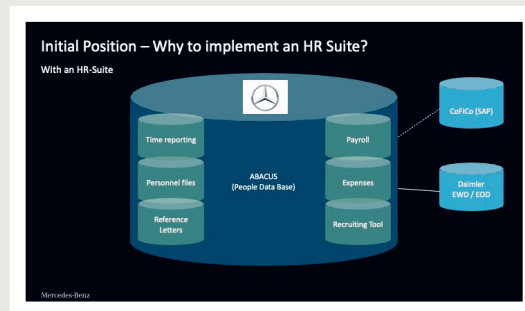 Initial Position – Why to implement an HR Suite?
With an HR-Suite
Time reporting
Personnel files
Reference
Letters
ABACUS
(People Data Base)
Payroll
Expenses
Recruiting Tool
CoFiCo (SAP)
Daimler
EWD / EOD
Mercedes-Benz